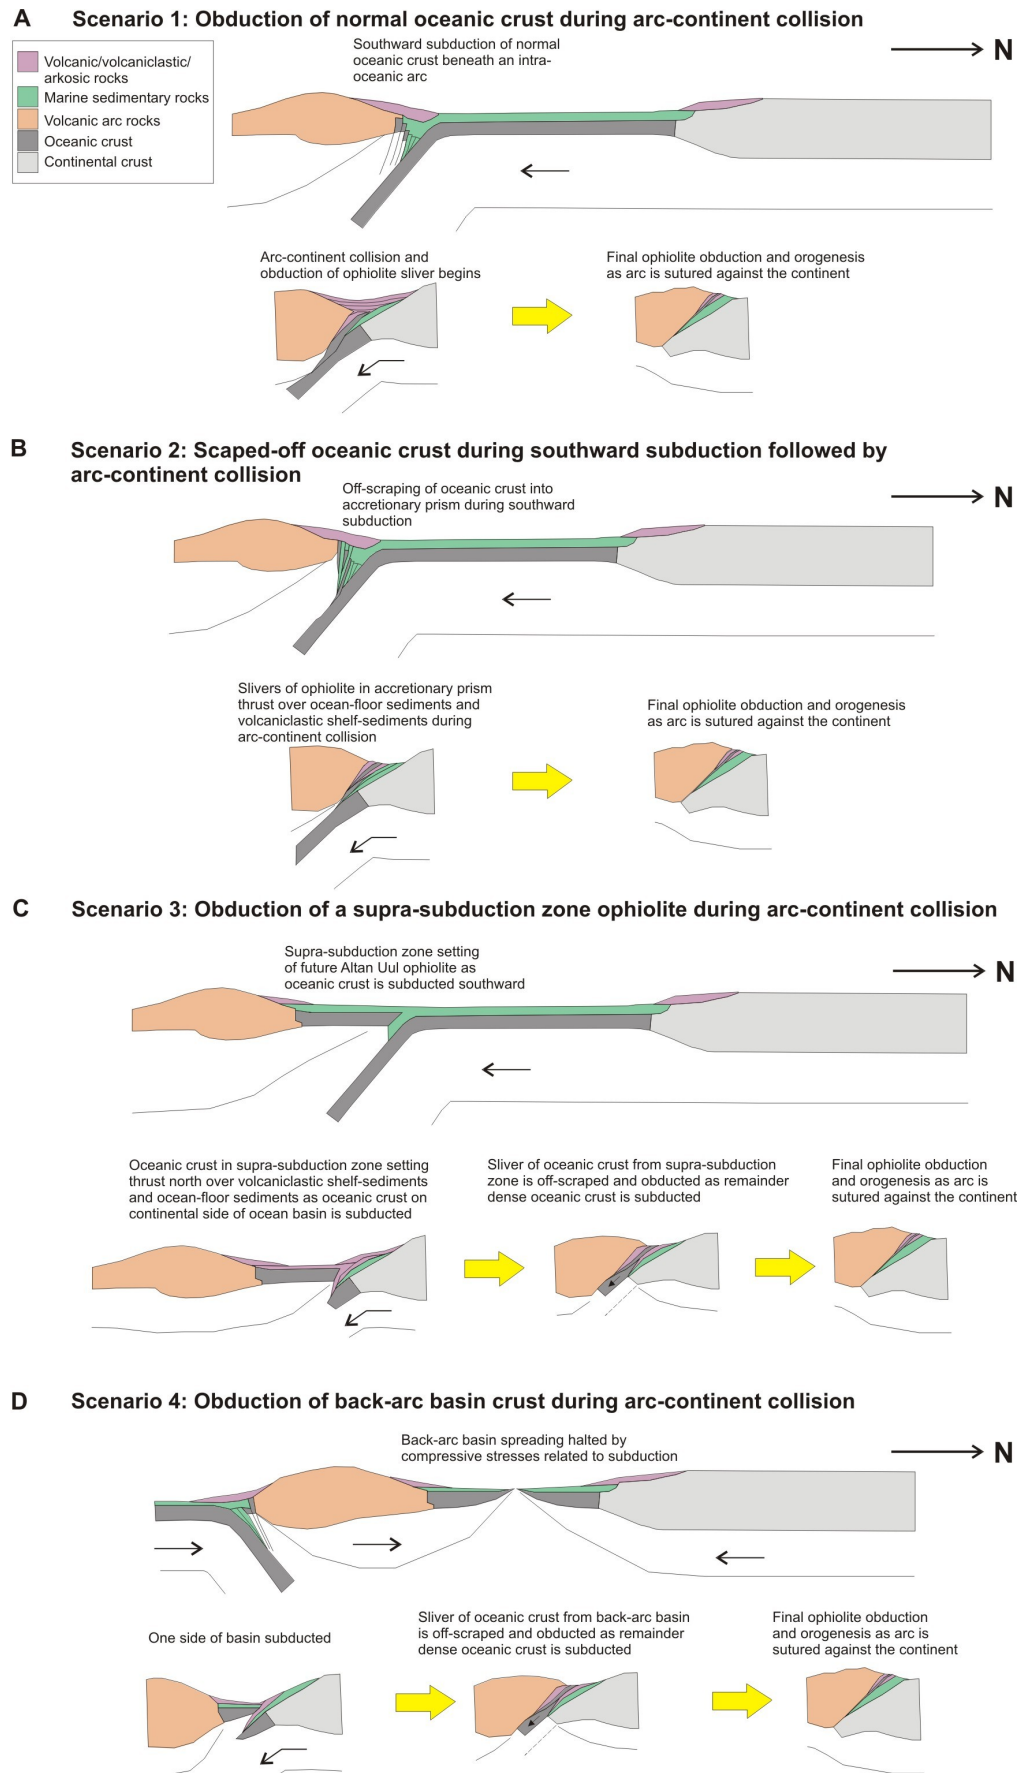 A
Scenario 1: Obduction of normal oceanic crust during arc-continent collision
Volcanic/volcaniclastic/
arkosic rocks
Marine sedimentary rocks
Volcanic arc rocks
Oceanic crust
Continental crust
Southward subduction of normal
oceanic crust beneath an intra-
oceanic arc
N
Arc-continent collision and
obduction of ophiolite sliver begins
Final ophiolite obduction and orogenesis
as arc is sutured against the continent
B
Scenario 2: Scaped-off oceanic crust during southward subduction followed by
arc-continent collision
Off-scraping of oceanic crust into
accretionary prism during southward
subduction
N
Slivers of ophiolite in accretionary prism
thrust over ocean-floor sediments and
volcaniclastic shelf-sediments during
arc-continent collision
Final ophiolite obduction and orogenesis
as arc is sutured against the continent
C
Scenario 3: Obduction of a supra-subduction zone ophiolite during arc-continent collision
Supra-subduction zone setting
of future Altan Uul ophiolite as
oceanic crust is subducted southward
N
Oceanic crust in supra-subduction zone setting
thrust north over volcaniclastic shelf-sediments
and ocean-floor sediments as oceanic crust on
continental side of ocean basin is subducted
Sliver of oceanic crust from supra-subduction
zone is off-scraped and obducted as remainder
dense oceanic crust is subducted
Final ophiolite obduction
and orogenesis as arc is
sutured against the continent
D
Scenario 4: Obduction of back-arc basin crust during arc-continent collision
Back-arc basin spreading halted by
compressive stresses related to subduction
N
One side of basin subducted
Sliver of oceanic crust from back-arc basin
is off-scraped and obducted as remainder
dense oceanic crust is subducted
Final ophiolite obduction
and orogenesis as arc is
sutured against the continent